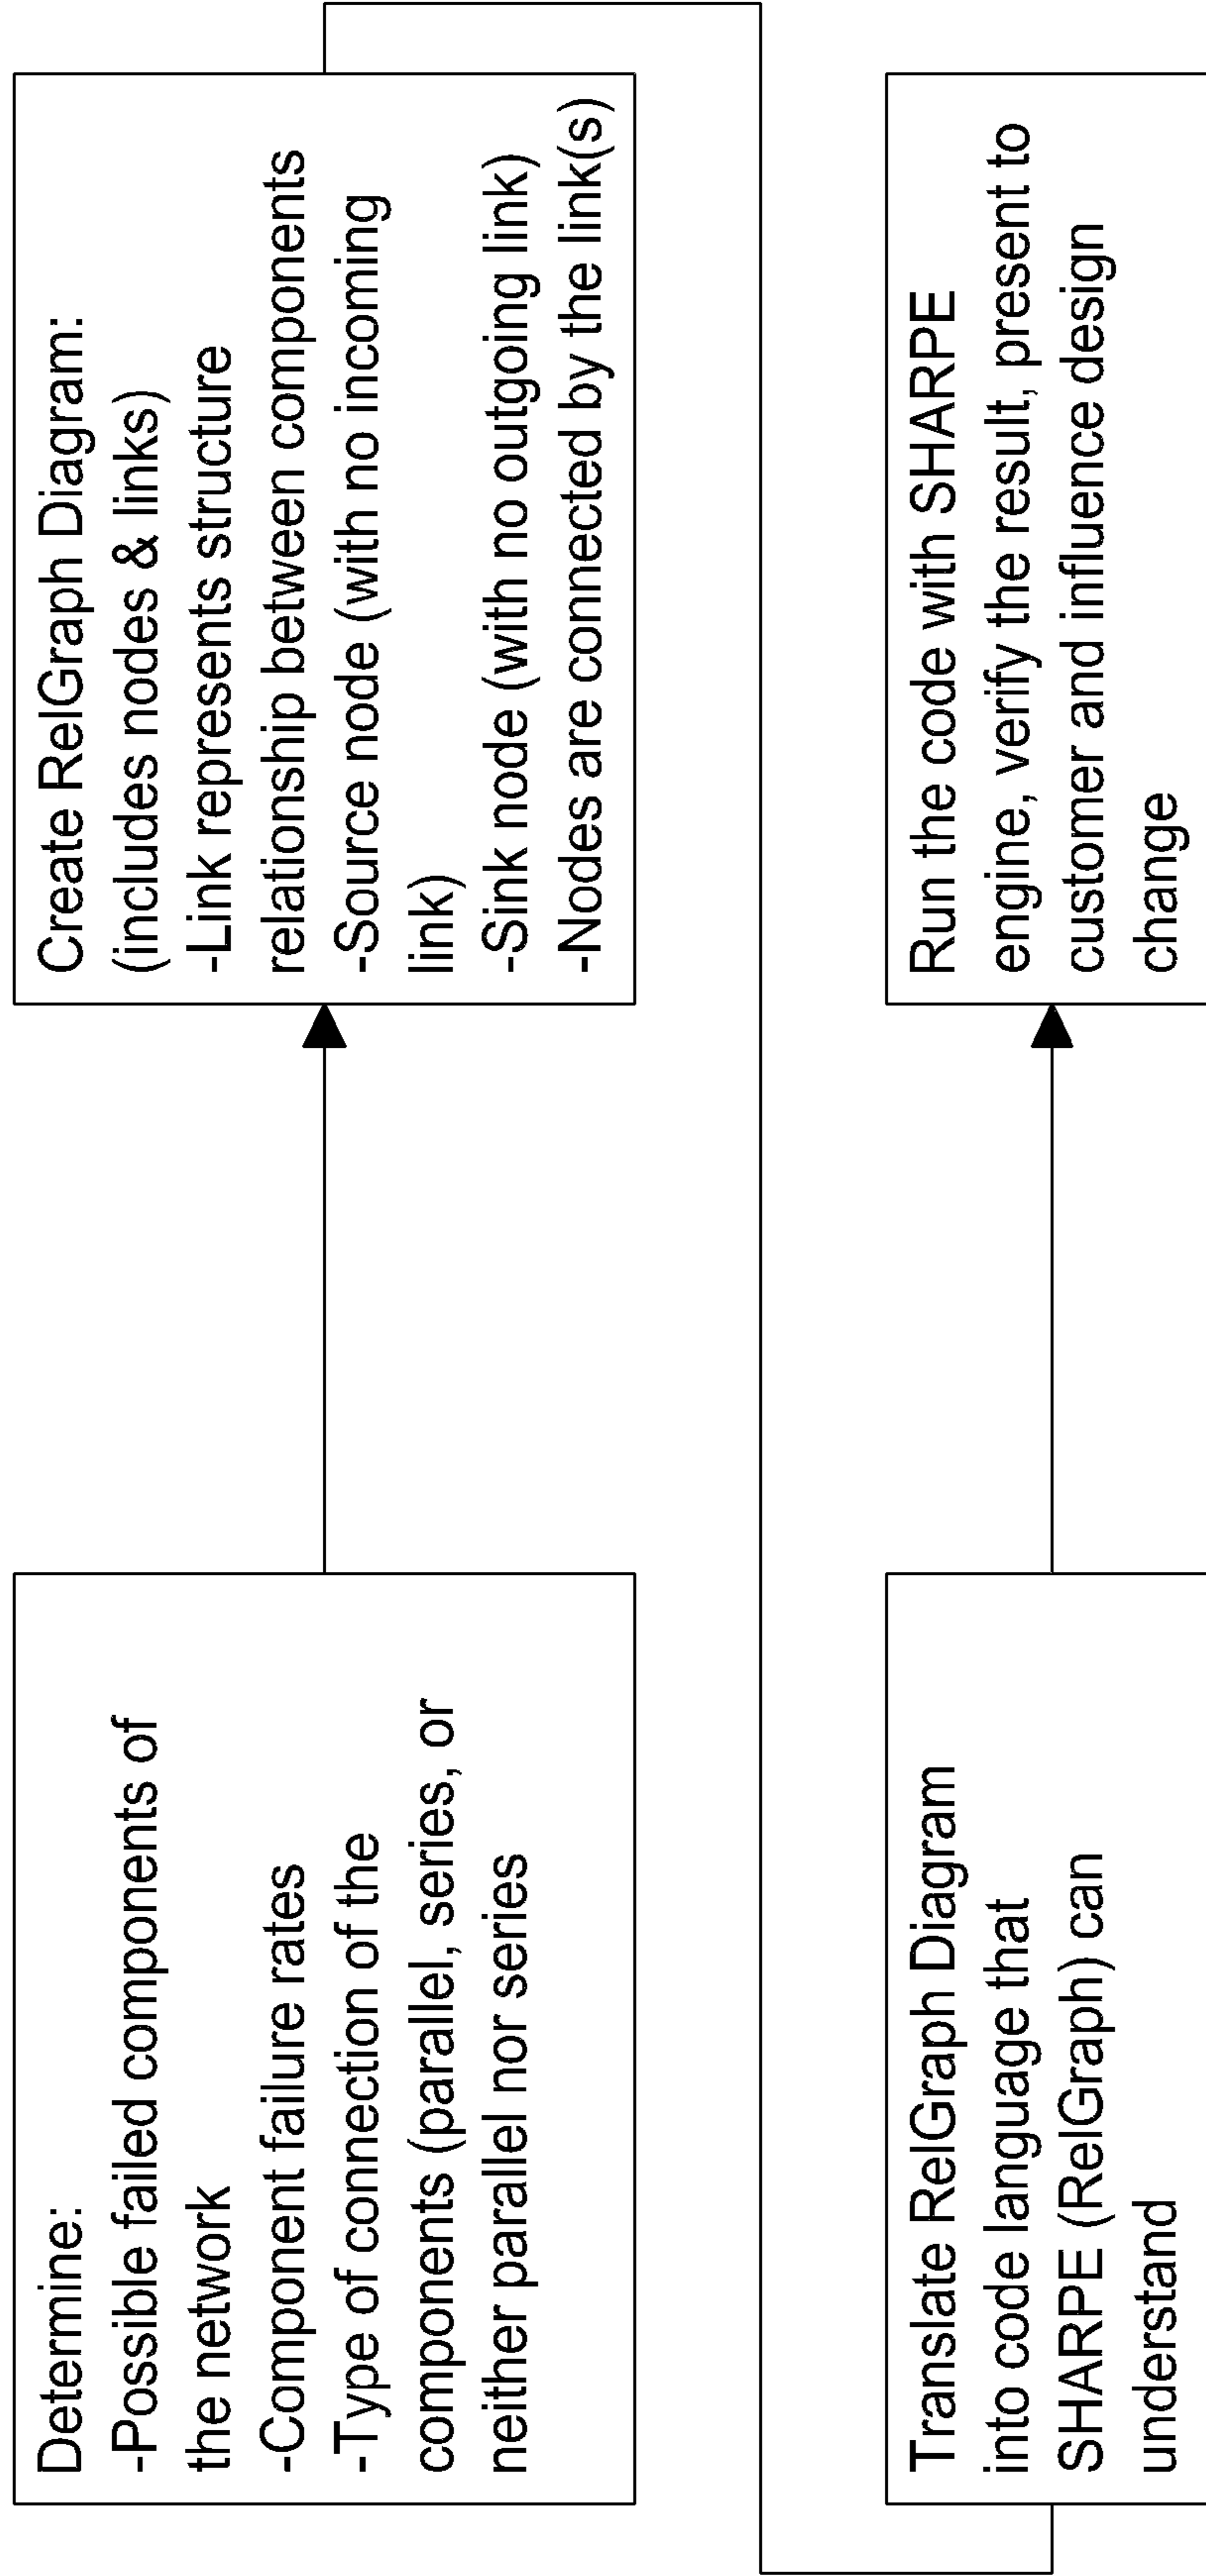 Determine:
-Possible failed components of
the network
-Component failure rates
-Type of connection of the
components (parallel, series, or
neither parallel nor series
Create RelGraph Diagram:
(includes nodes & links)
-Link represents structure
relationship between components
-Source node (with no incoming
link)
-Sink node (with no outgoing link)
-Nodes are connected by the link(s)
Translate RelGraph Diagram
into code language that
SHARPE (RelGraph) can
understand
Run the code with SHARPE
engine, verify the result, present to
customer and influence design
change